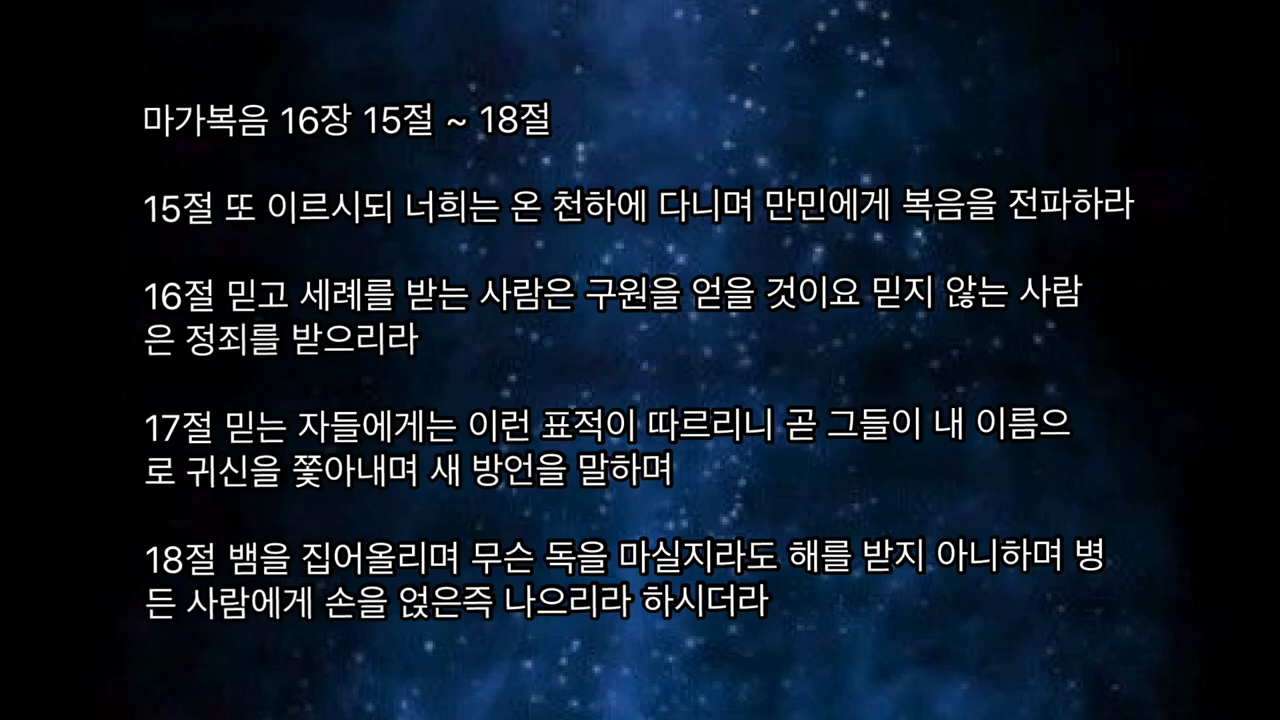 마가복음 16장 15절 ~ 18절
15절 또 이르시되 너희는 온 천하에 다니며 만민에게 복음을 전파하라
16절 믿고 세례를 받는 사람은 구원을 얻을 것이요 믿지 않는 사람
은 정죄를 받으리라
17절 믿는 자들에게는 이런 표적이 따르리니 곧 그들이 내 이름으
로 귀신을 쫓아내며 새 방언을 말하며
18절 뱀을 집어올리며 무슨 독을 마실지라도 해를 받지 아니하며 병
든 사람에게 손을 얹은즉 나으리라 하시더라